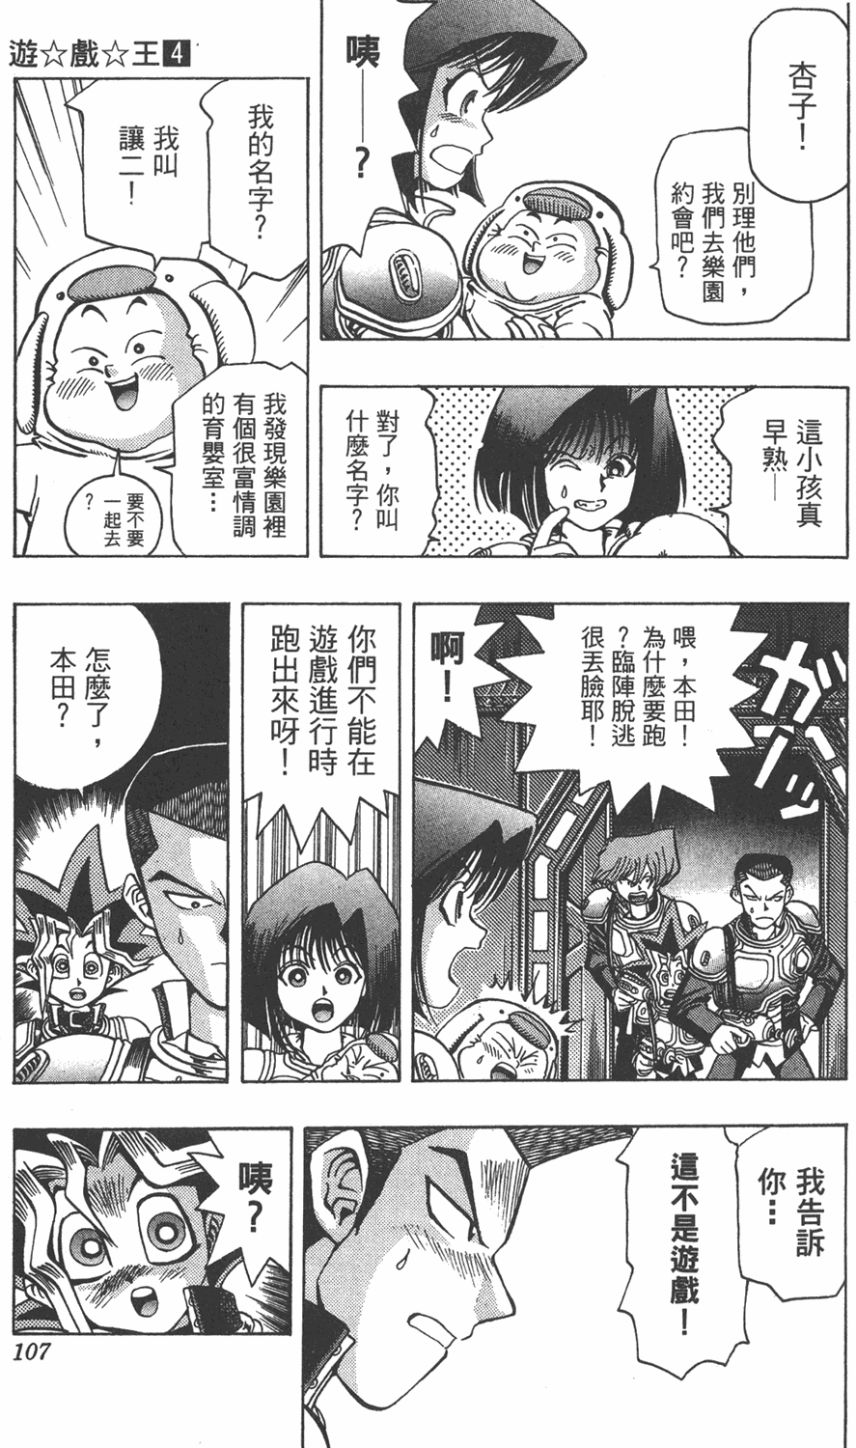 遊☆戲☆王4
杏子！
別理他們，
我們去樂園
約會吧？
咦——？
這小孩真
早熟—
對了，你叫
什麼名字？
我的名字？
我叫
讓二！
我發現樂園裡
有個很富情調
的育嬰室…
要不要
一起去
？
ガーッ
喂，本田！
為什麼要跑
？臨陣脫逃
很丟臉耶！
啊！
你們不能在
遊戲進行時
跑出來呀！
怎麼了，
本田？
我告訴
你…
這不是遊戲！
咦？
107